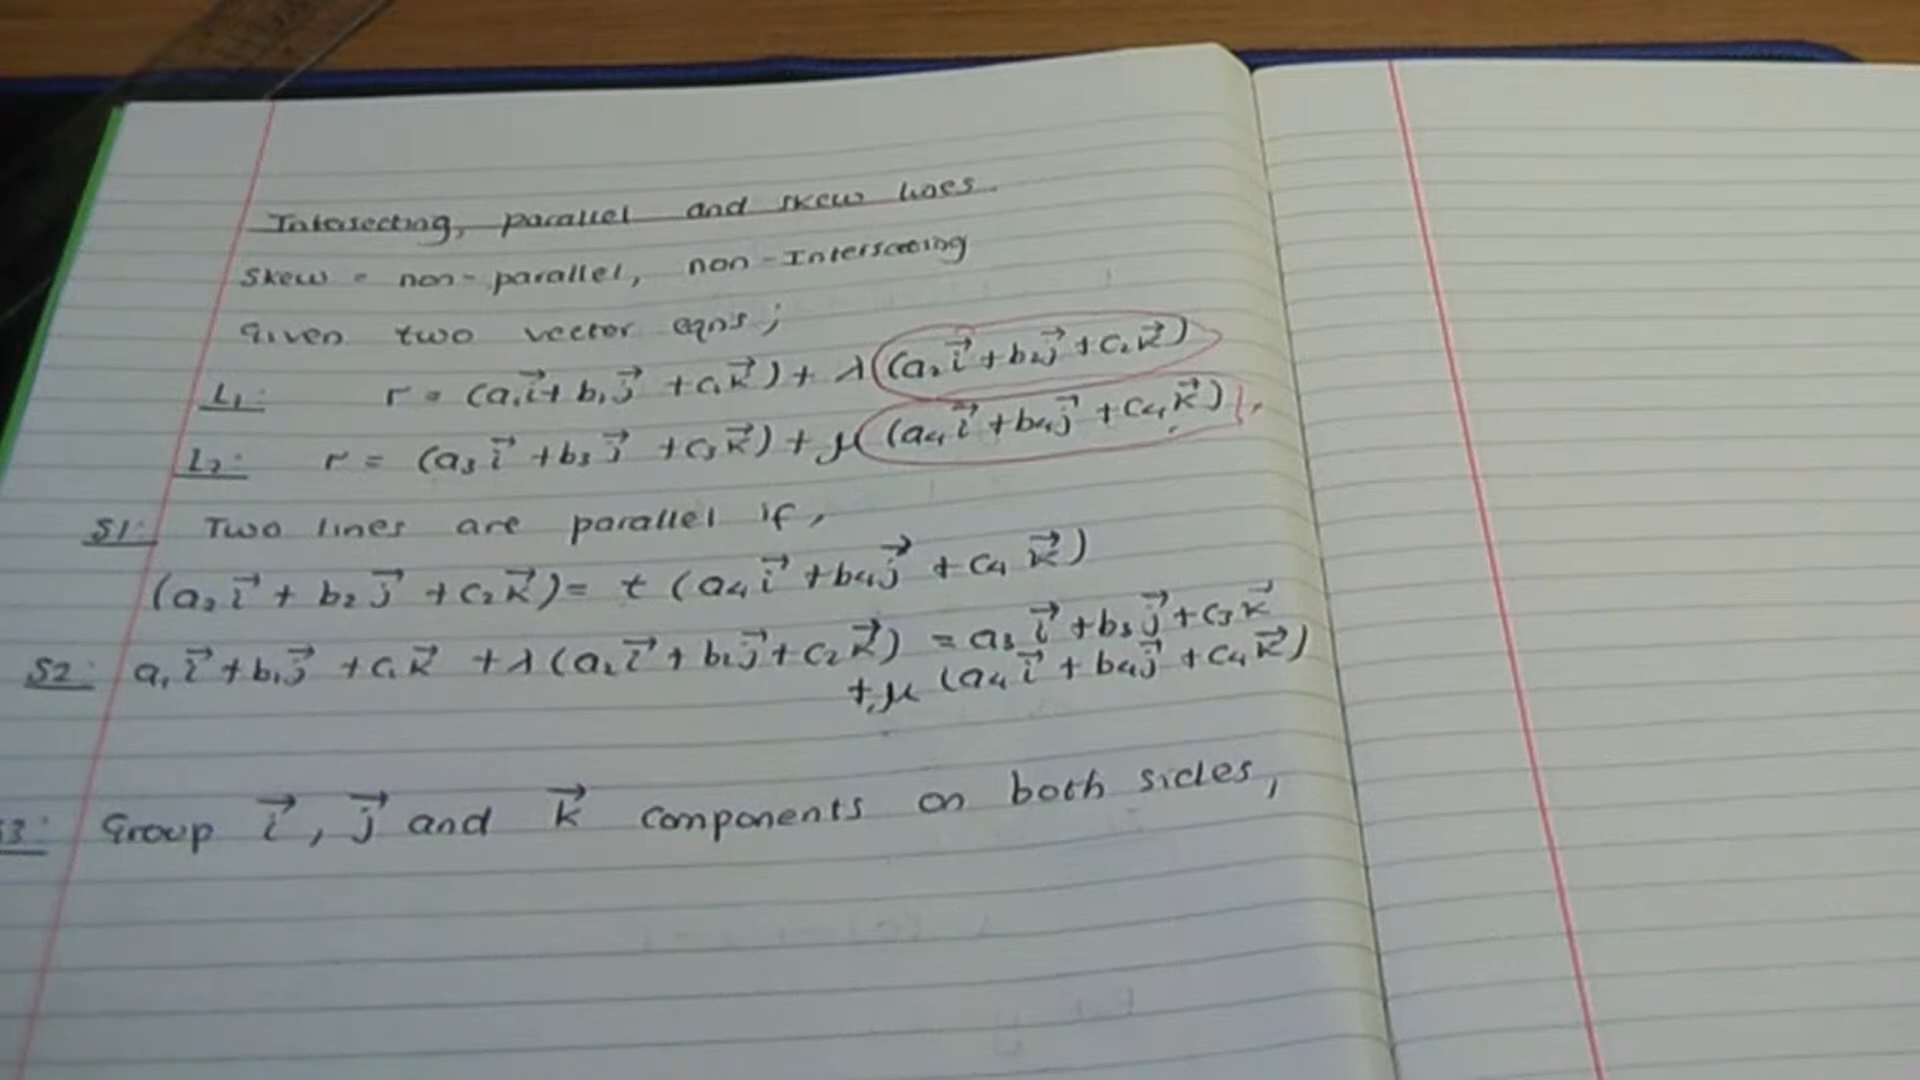 Intersecting, parallel and skew lines.
Skew = non-parallel, non-Intersecting
Given two vector eqn's;
L₁: r = (a₁i⃗ + b₁j⃗ + c₁k⃗) + λ(a₂i⃗ + b₂j⃗ + c₂k⃗)
L₂: r = (a₃i⃗ + b₃j⃗ + c₃k⃗) + μ(a₄i⃗ + b₄j⃗ + c₄k⃗),
S1: Two lines are parallel if,
(a₂i⃗ + b₂j⃗ + c₂k⃗) = t (a₄i⃗ + b₄j⃗ + c₄k⃗)
S2: a₁i⃗ + b₁j⃗ + c₁k⃗ + λ(a₂i⃗ + b₂j⃗ + c₂k⃗) = a₃i⃗ + b₃j⃗ + c₃k⃗
+ μ (a₄i⃗ + b₄j⃗ + c₄k⃗)
S3: Group i⃗, j⃗ and k⃗ components on both sides,